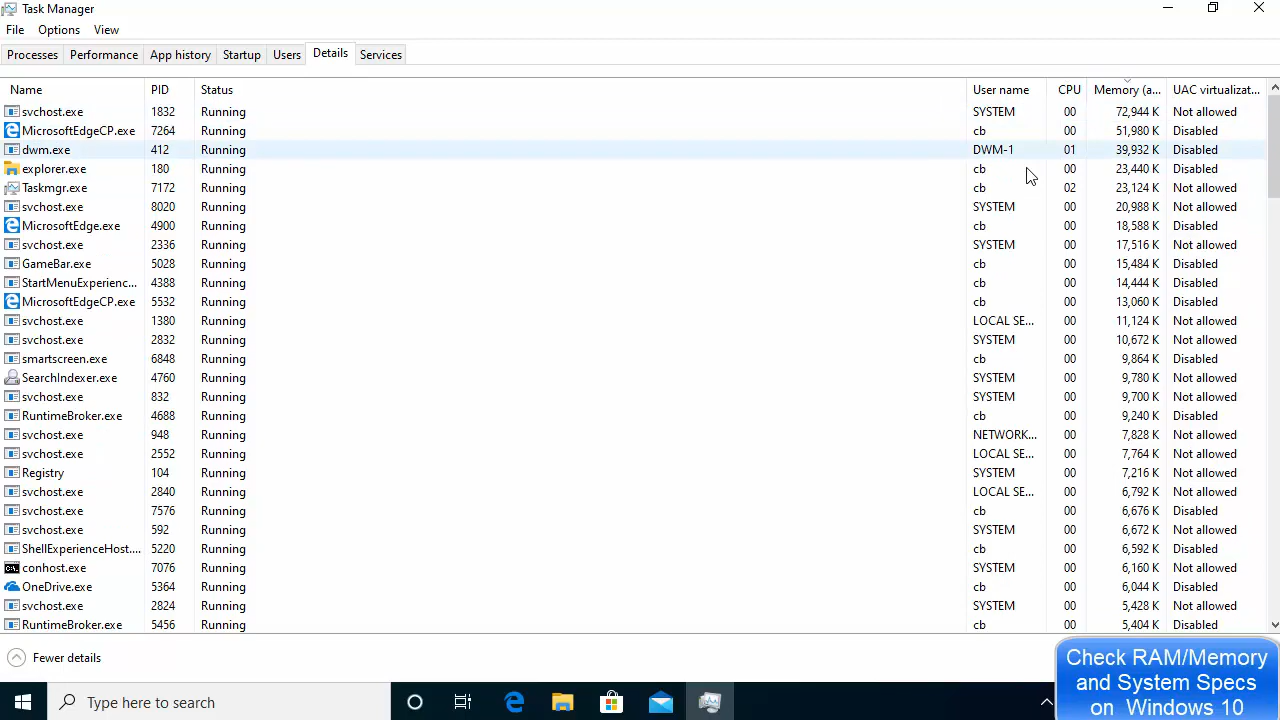 Task Manager
File Options View
Processes Performance App history Startup Users Details Services
Name PID Status User name CPU Memory (a... UAC virtualizat...
svchost.exe 1832 Running SYSTEM 00 72,944 K Not allowed
MicrosoftEdgeCP.exe 7264 Running cb 00 51,980 K Disabled
dwm.exe 412 Running DWM-1 01 39,932 K Disabled
explorer.exe 180 Running cb 00 23,440 K Disabled
Taskmgr.exe 7172 Running cb 02 23,124 K Not allowed
svchost.exe 8020 Running SYSTEM 00 20,988 K Not allowed
MicrosoftEdge.exe 4900 Running cb 00 18,588 K Disabled
svchost.exe 2336 Running SYSTEM 00 17,516 K Not allowed
GameBar.exe 5028 Running cb 00 15,484 K Disabled
StartMenuExperienc... 4388 Running cb 00 14,444 K Disabled
MicrosoftEdgeCP.exe 5532 Running cb 00 13,060 K Disabled
svchost.exe 1380 Running LOCAL SE... 00 11,124 K Not allowed
svchost.exe 2832 Running SYSTEM 00 10,672 K Not allowed
smartscreen.exe 6848 Running cb 00 9,864 K Disabled
SearchIndexer.exe 4760 Running SYSTEM 00 9,780 K Not allowed
svchost.exe 832 Running SYSTEM 00 9,700 K Not allowed
RuntimeBroker.exe 4688 Running cb 00 9,240 K Disabled
svchost.exe 948 Running NETWORK... 00 7,828 K Not allowed
svchost.exe 2552 Running LOCAL SE... 00 7,764 K Not allowed
Registry 104 Running SYSTEM 00 7,216 K Not allowed
svchost.exe 2840 Running LOCAL SE... 00 6,792 K Not allowed
svchost.exe 7576 Running cb 00 6,676 K Disabled
svchost.exe 592 Running SYSTEM 00 6,672 K Not allowed
ShellExperienceHost.... 5220 Running cb 00 6,592 K Disabled
conhost.exe 7076 Running SYSTEM 00 6,160 K Not allowed
OneDrive.exe 5364 Running cb 00 6,044 K Disabled
svchost.exe 2824 Running SYSTEM 00 5,428 K Not allowed
RuntimeBroker.exe 5456 Running cb 00 5,404 K Disabled
Fewer details
Check RAM/Memory
and System Specs
on Windows 10
Type here to search